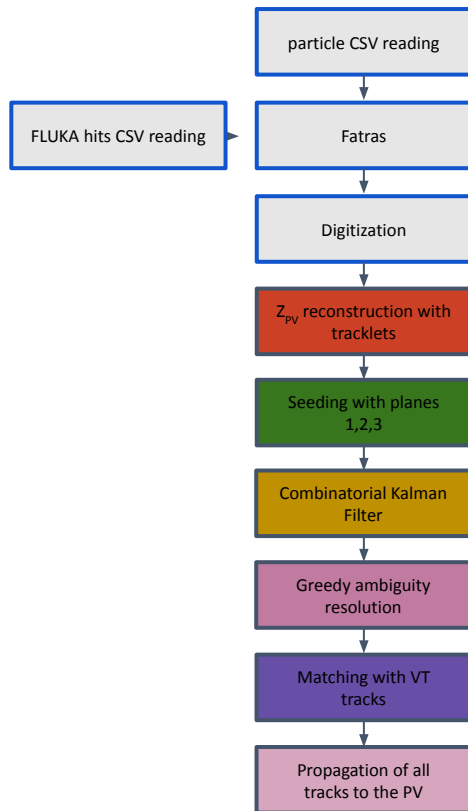 particle CSV reading
FLUKA hits CSV reading
Fatras
Digitization
Z_PV reconstruction with
tracklets
Seeding with planes
1,2,3
Combinatorial Kalman
Filter
Greedy ambiguity
resolution
Matching with VT
tracks
Propagation of all
tracks to the PV